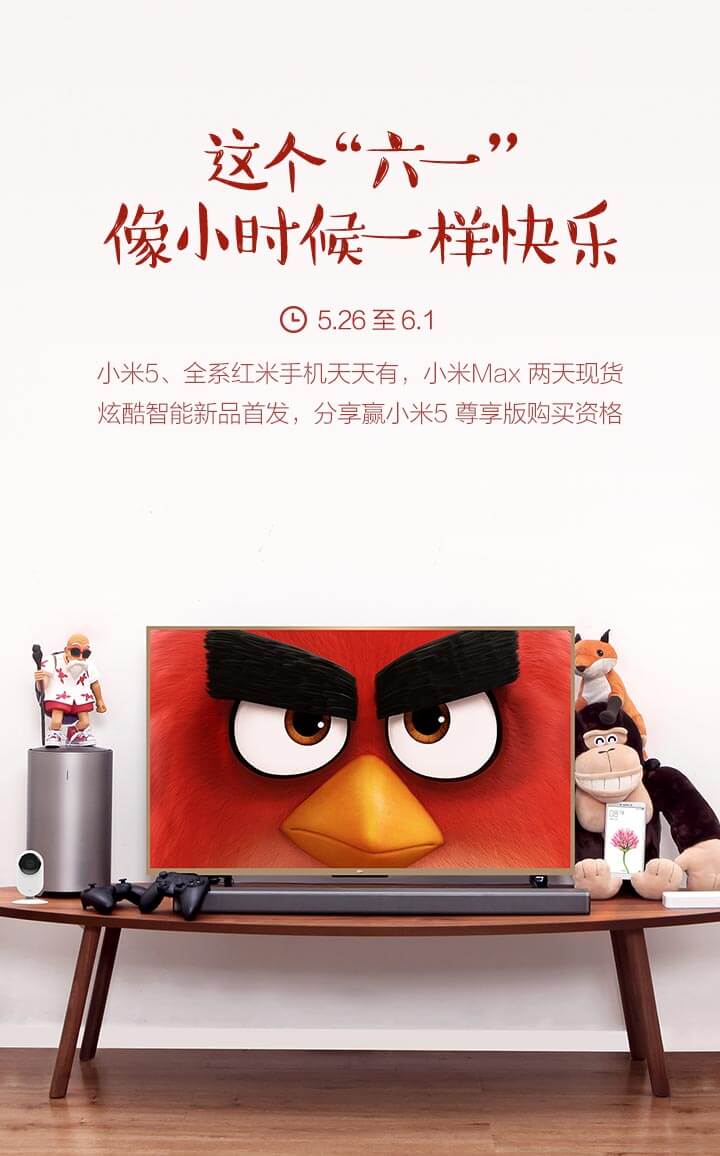 这个“六一”
像小时候一样快乐
5.26 至 6.1
小米5、全系红米手机天天有，小米Max 两天现货
炫酷智能新品首发，分享赢小米5 尊享版购买资格